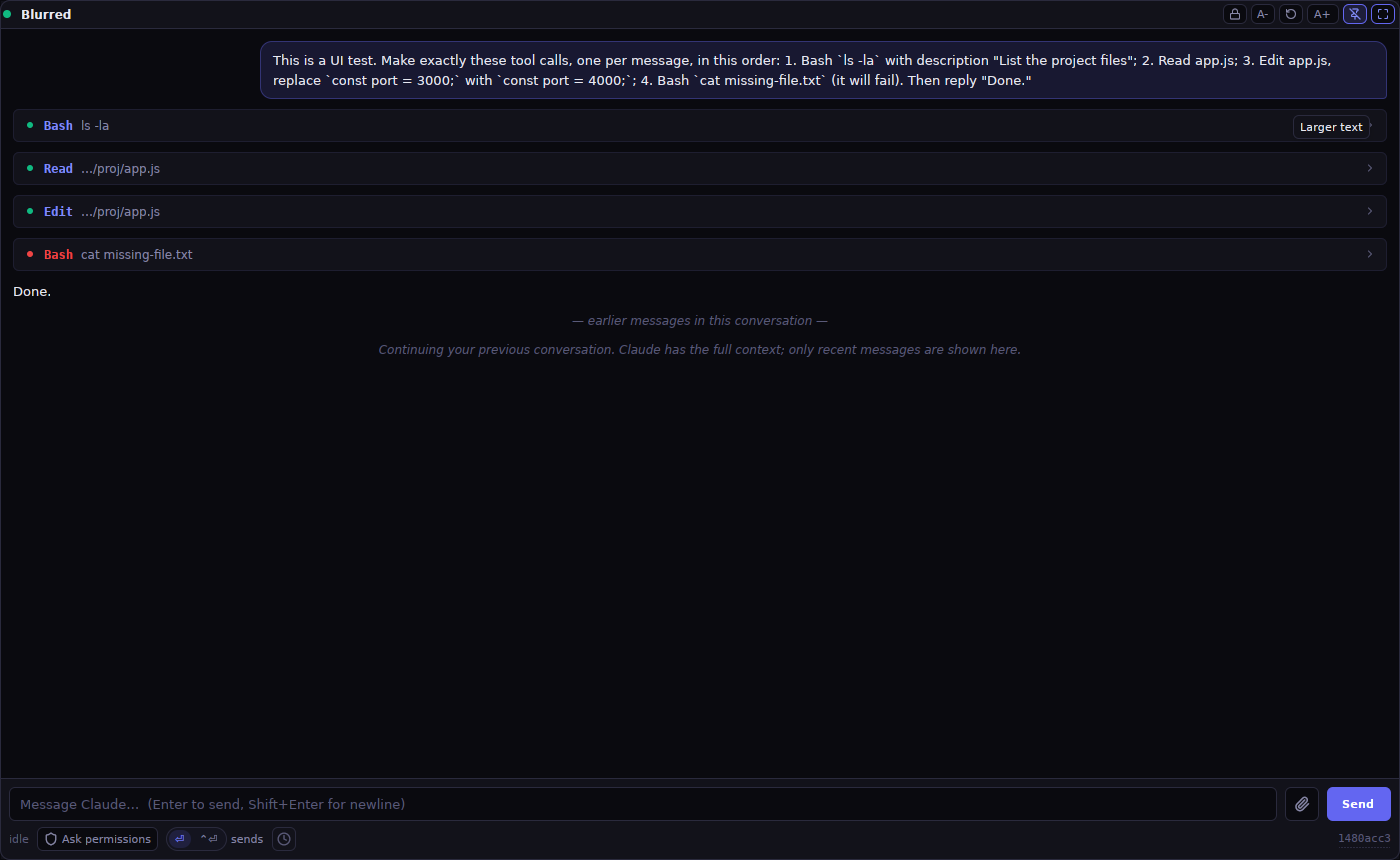 Blurred
A-
A+
This is a UI test. Make exactly these tool calls, one per message, in this order: 1. Bash `ls -la` with description "List the project files"; 2. Read app.js; 3. Edit app.js,
replace `const port = 3000;` with `const port = 4000;`; 4. Bash `cat missing-file.txt` (it will fail). Then reply "Done."
Bash ls -la
Larger text
Read .../proj/app.js
Edit .../proj/app.js
Bash cat missing-file.txt
Done.
— earlier messages in this conversation —
Continuing your previous conversation. Claude has the full context; only recent messages are shown here.
Message Claude... (Enter to send, Shift+Enter for newline)
Send
idle
Ask permissions
⏎ ⌃⏎ sends
1480acc3